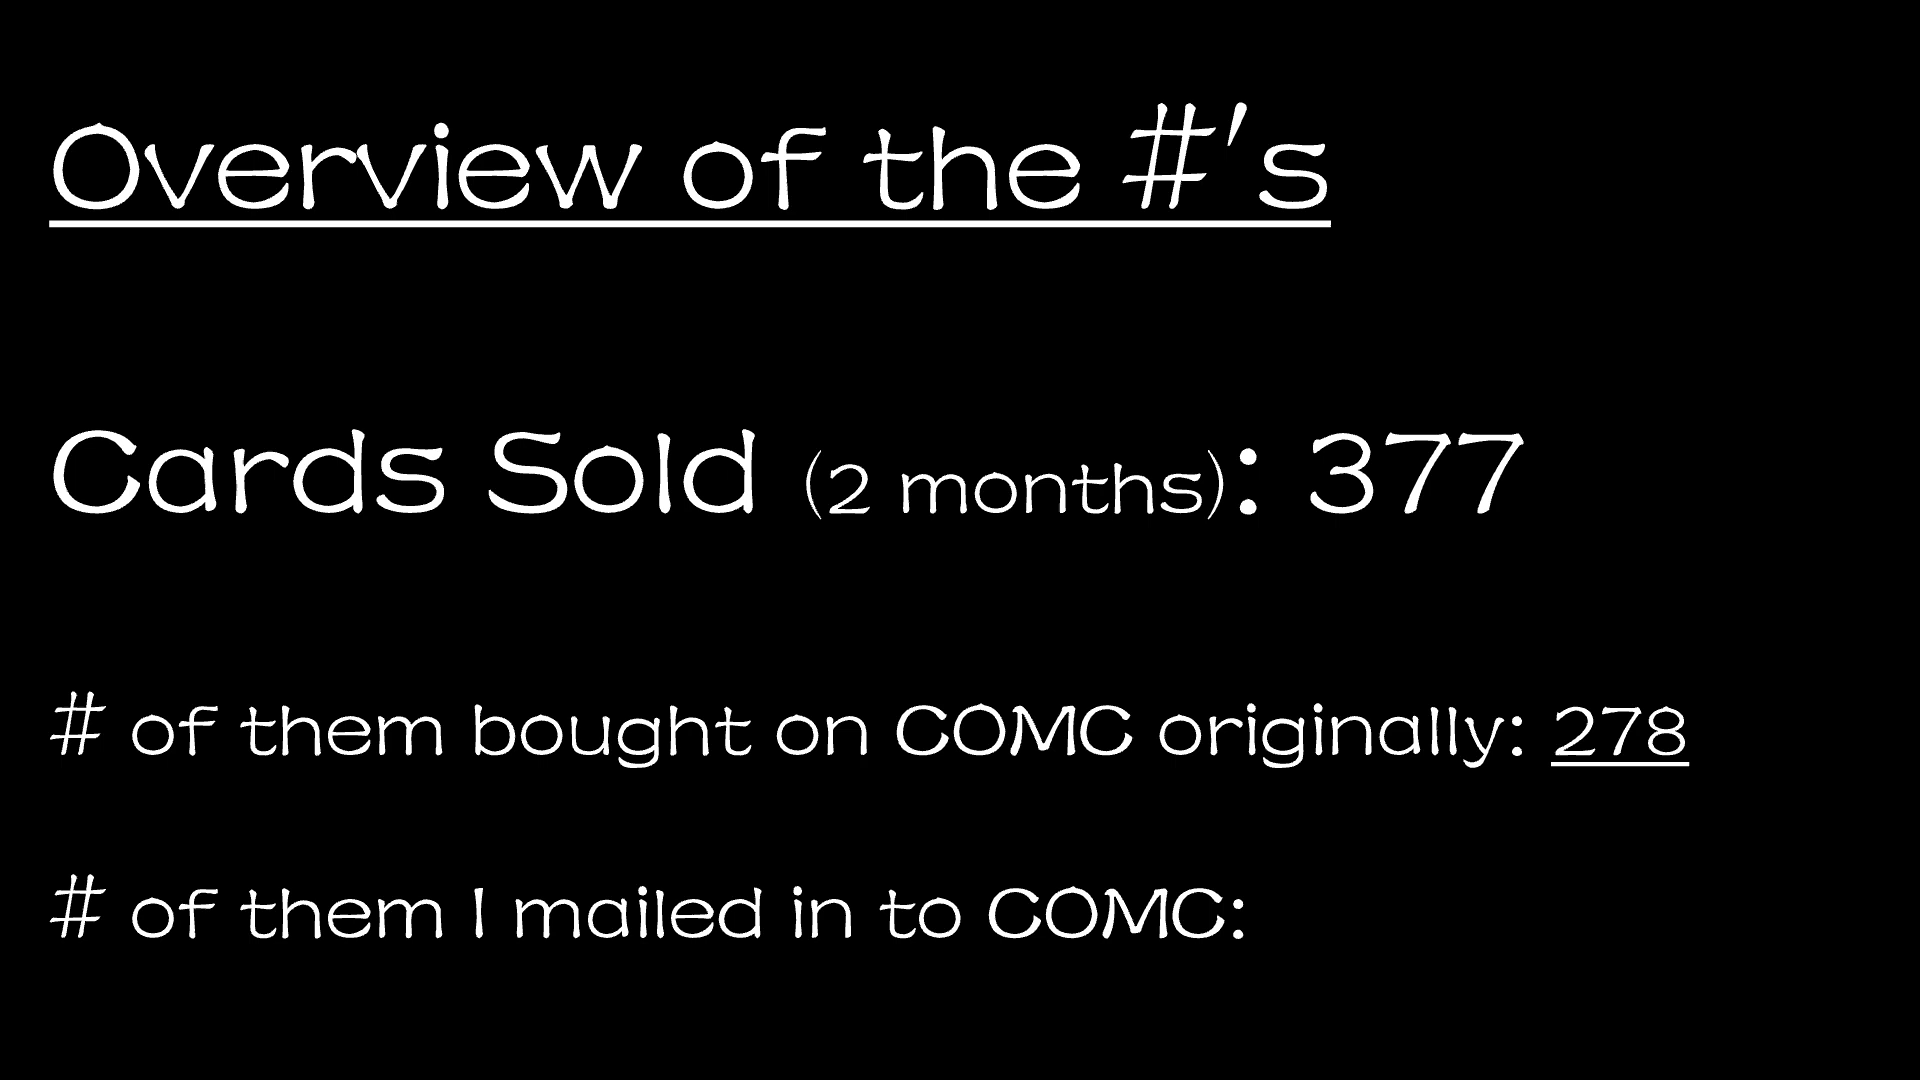 Overview of the #'s
Cards Sold (2 months): 377
# of them bought on COMC originally: 278
# of them I mailed in to COMC: